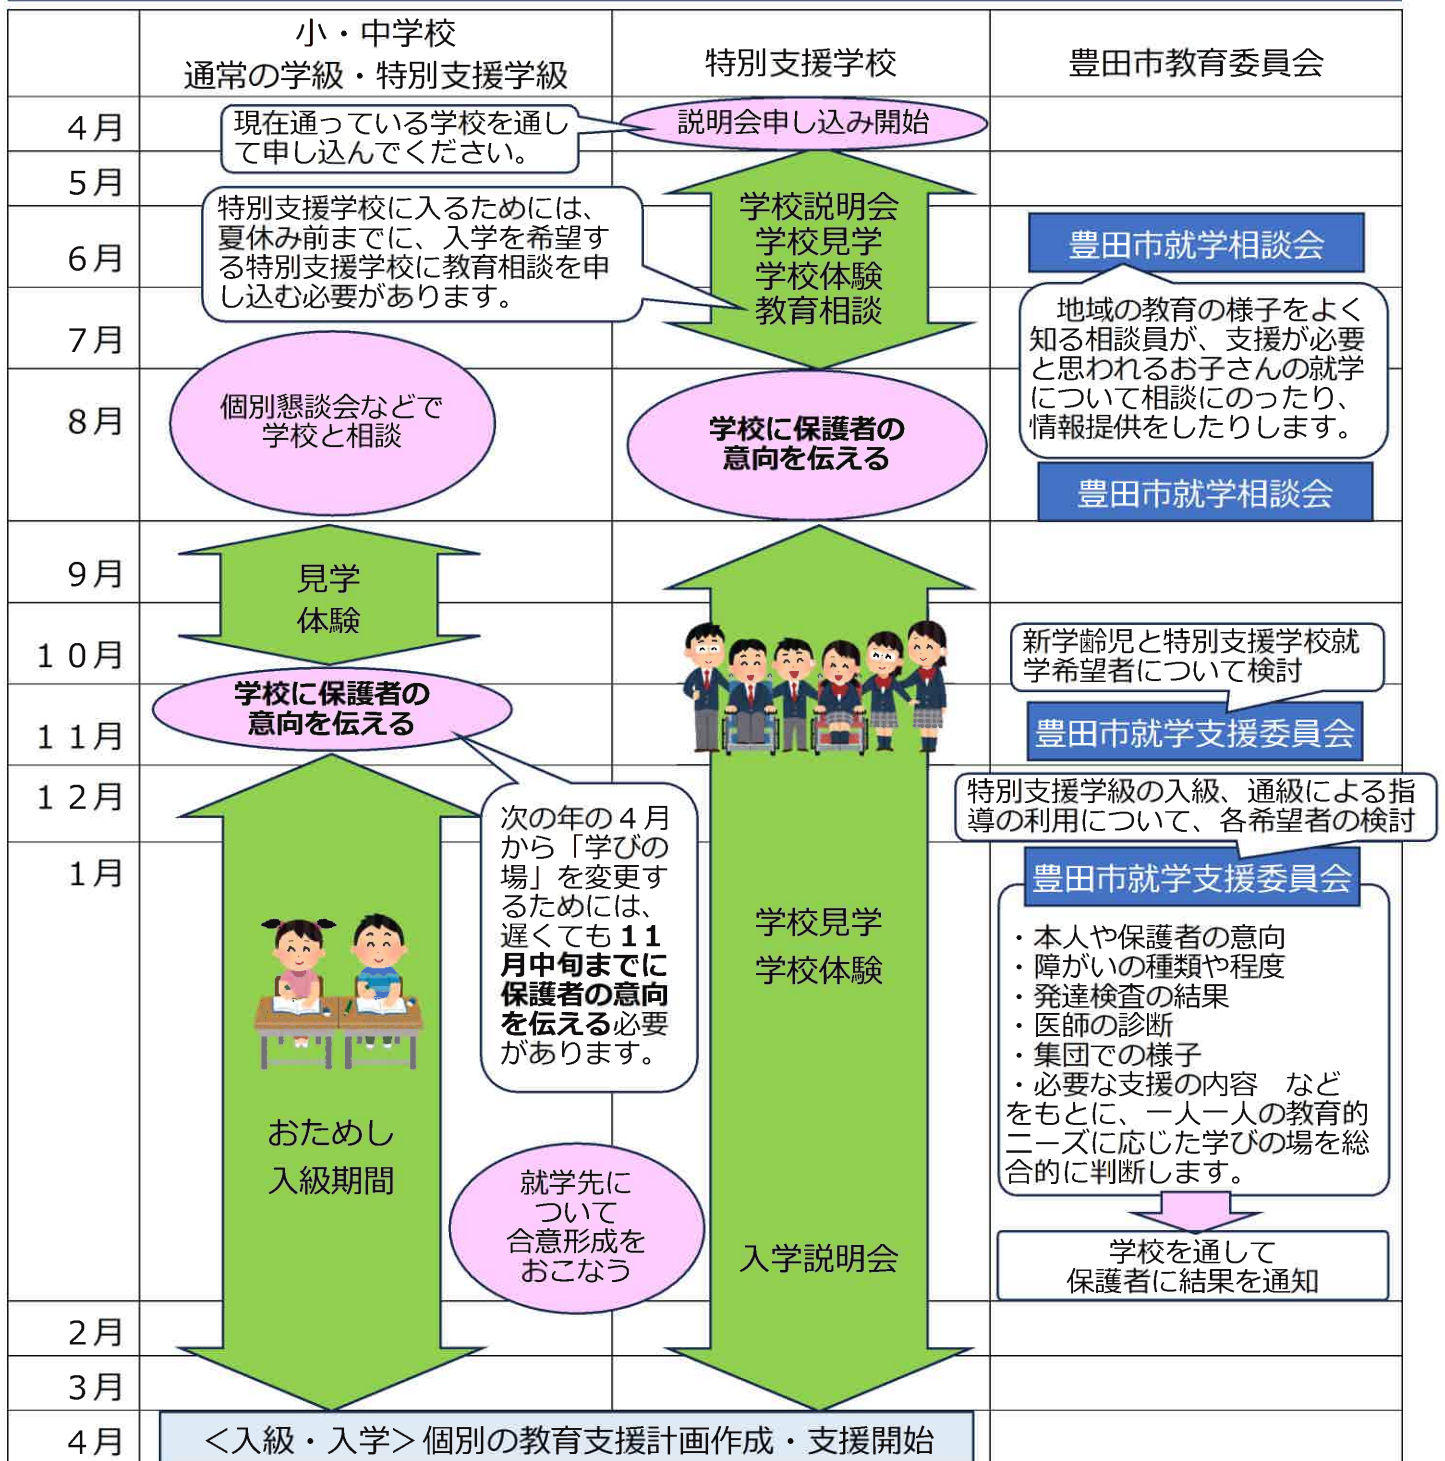 小・中学校
通常の学級・特別支援学級
特別支援学校
豊田市教育委員会
4月
現在通っている学校を通し
て申し込んでください。
説明会申し込み開始
5月
特別支援学校に入るためには、
夏休み前までに、入学を希望す
る特別支援学校に教育相談を申
し込む必要があります。
学校説明会
学校見学
学校体験
教育相談
6月
豊田市就学相談会
地域の教育の様子をよく
知る相談員が、支援が必要
と思われるお子さんの就学
について相談にのったり、
情報提供をしたりします。
7月
8月
個別懇談会などで
学校と相談
学校に保護者の
意向を伝える
豊田市就学相談会
9月
見学
体験
10月
新学齢児と特別支援学校就
学希望者について検討
学校に保護者の
意向を伝える
11月
豊田市就学支援委員会
12月
特別支援学級の入級、通級による指
導の利用について、各希望者の検討
次の年の4月
から「学びの
場」を変更す
るためには、
遅くても11
月中旬までに
保護者の意向
を伝える必要
があります。
1月
豊田市就学支援委員会
・本人や保護者の意向
・障がいの種類や程度
・発達検査の結果
・医師の診断
・集団での様子
・必要な支援の内容　など
をもとに、一人一人の教育的
ニーズに応じた学びの場を総
合的に判断します。
学校見学
学校体験
おためし
入級期間
就学先に
ついて
合意形成を
おこなう
入学説明会
学校を通して
保護者に結果を通知
2月
3月
4月
＜入級・入学＞個別の教育支援計画作成・支援開始